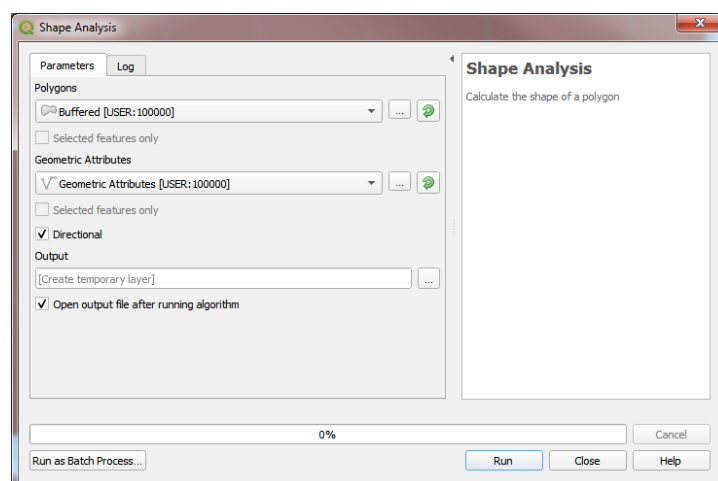 Shape Analysis
Parameters
Log
Polygons
Buffered [USER:100000]
...
Selected features only
Geometric Attributes
Geometric Attributes [USER:100000]
...
Selected features only
Directional
Output
[Create temporary layer]
...
Open output file after running algorithm
Shape Analysis
Calculate the shape of a polygon
0%
Cancel
Run as Batch Process...
Run
Close
Help